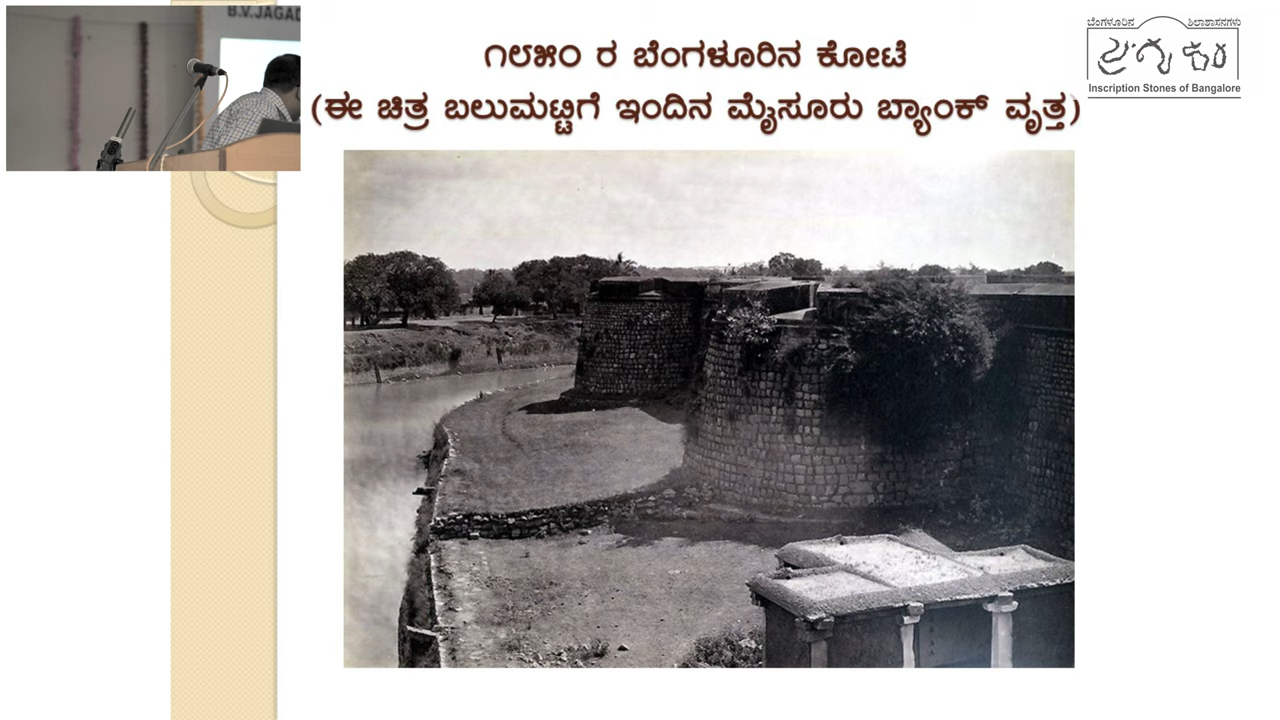 B.V.JAGAD
೧೮೫೦ ರ ಬೆಂಗಳೂರಿನ ಕೋಟೆ
(ಈ ಚಿತ್ರ ಬಲುಮಟ್ಟಿಗೆ ಇಂದಿನ ಮೈಸೂರು ಬ್ಯಾಂಕ್ ವೃತ್ತ)
ಬೆಂಗಳೂರಿನ ಶಿಲಾಶಾಸನಗಳು
Inscription Stones of Bangalore